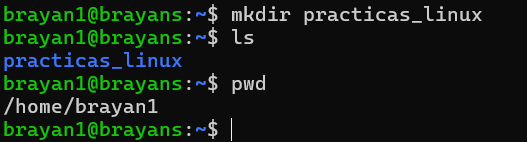 brayan1@brayans:~$ mkdir practicas_linux
brayan1@brayans:~$ ls
practicas_linux
brayan1@brayans:~$ pwd
/home/brayan1
brayan1@brayans:~$